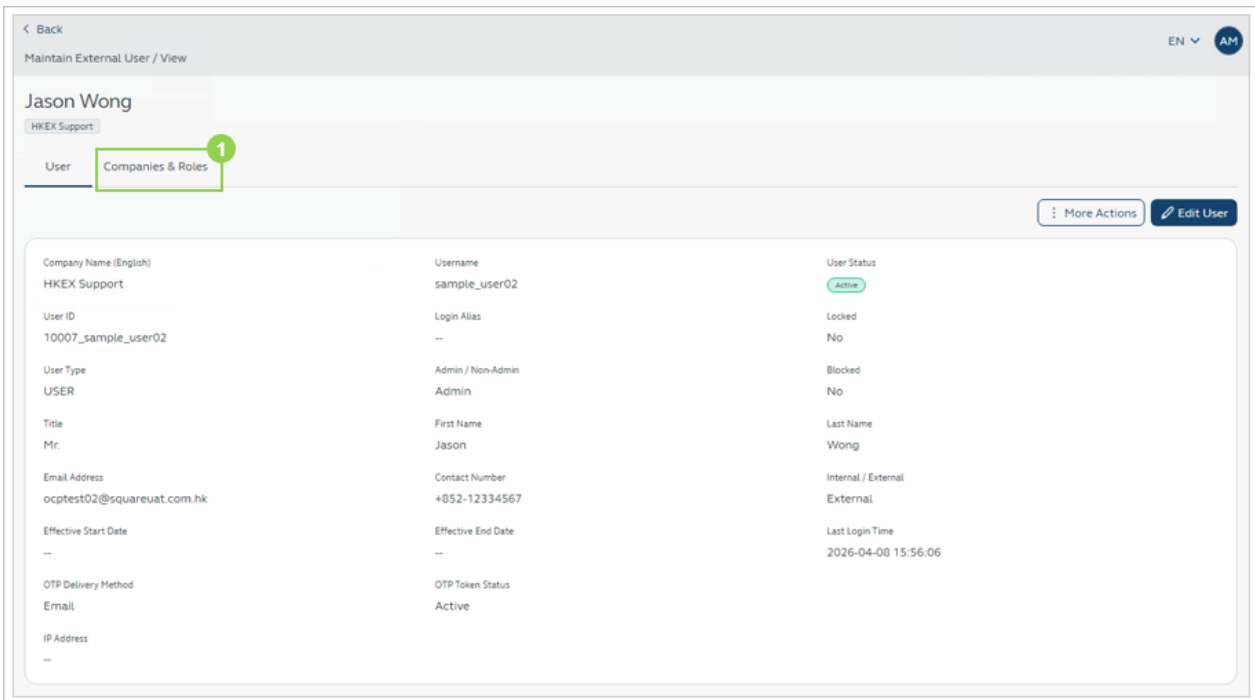 Back
EN
AM
Maintain External User / View
Jason Wong
HKEX Support
1
User Companies & Roles
More Actions Edit User
Company Name (English) Username User Status
HKEX Support sample_user02 Active
User ID Login Alias Locked
10007_sample_user02 -- No
User Type Admin / Non-Admin Blocked
USER Admin No
Title First Name Last Name
Mr. Jason Wong
Email Address Contact Number Internal / External
ocptest02@squareuat.com.hk +852-12334567 External
Effective Start Date Effective End Date Last Login Time
-- -- 2026-04-08 15:56:06
OTP Delivery Method OTP Token Status
Email Active
IP Address
--